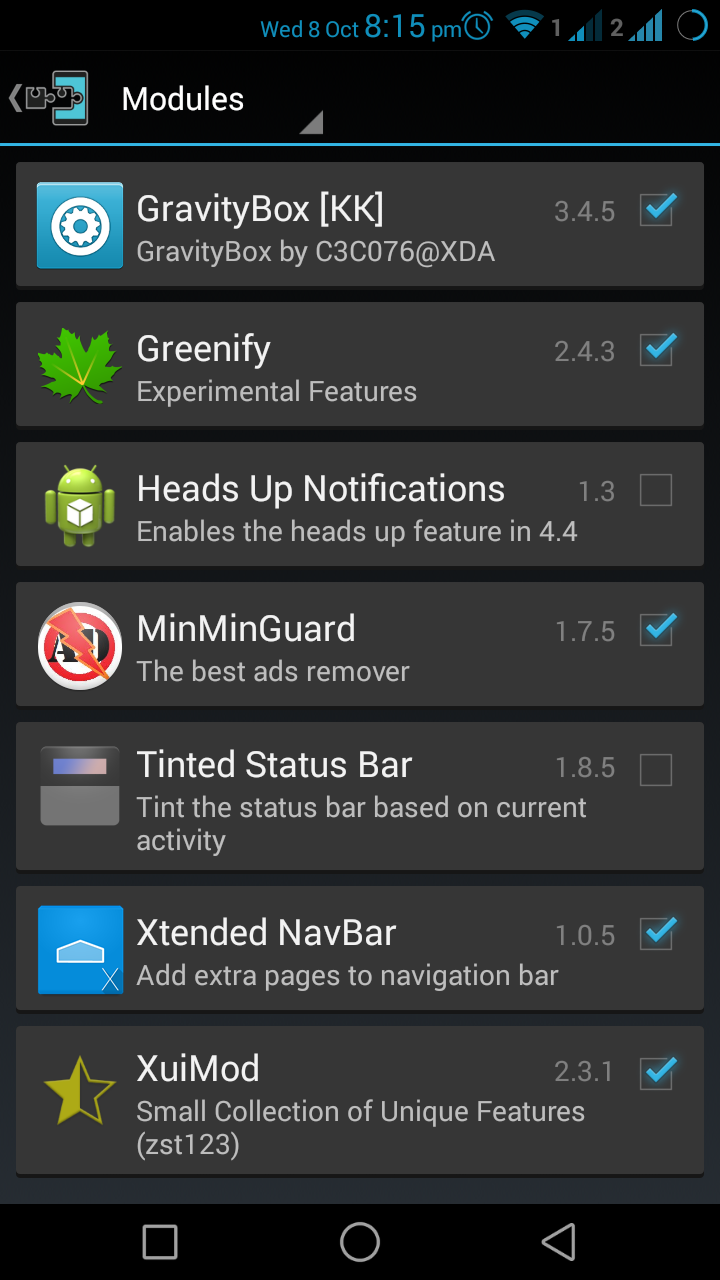 Wed 8 Oct 8:15 pm 1 2
Modules
GravityBox [KK] 3.4.5
GravityBox by C3C076@XDA
Greenify 2.4.3
Experimental Features
Heads Up Notifications 1.3
Enables the heads up feature in 4.4
AD
MinMinGuard 1.7.5
The best ads remover
Tinted Status Bar 1.8.5
Tint the status bar based on current
activity
X
Xtended NavBar 1.0.5
Add extra pages to navigation bar
XuiMod 2.3.1
Small Collection of Unique Features
(zst123)